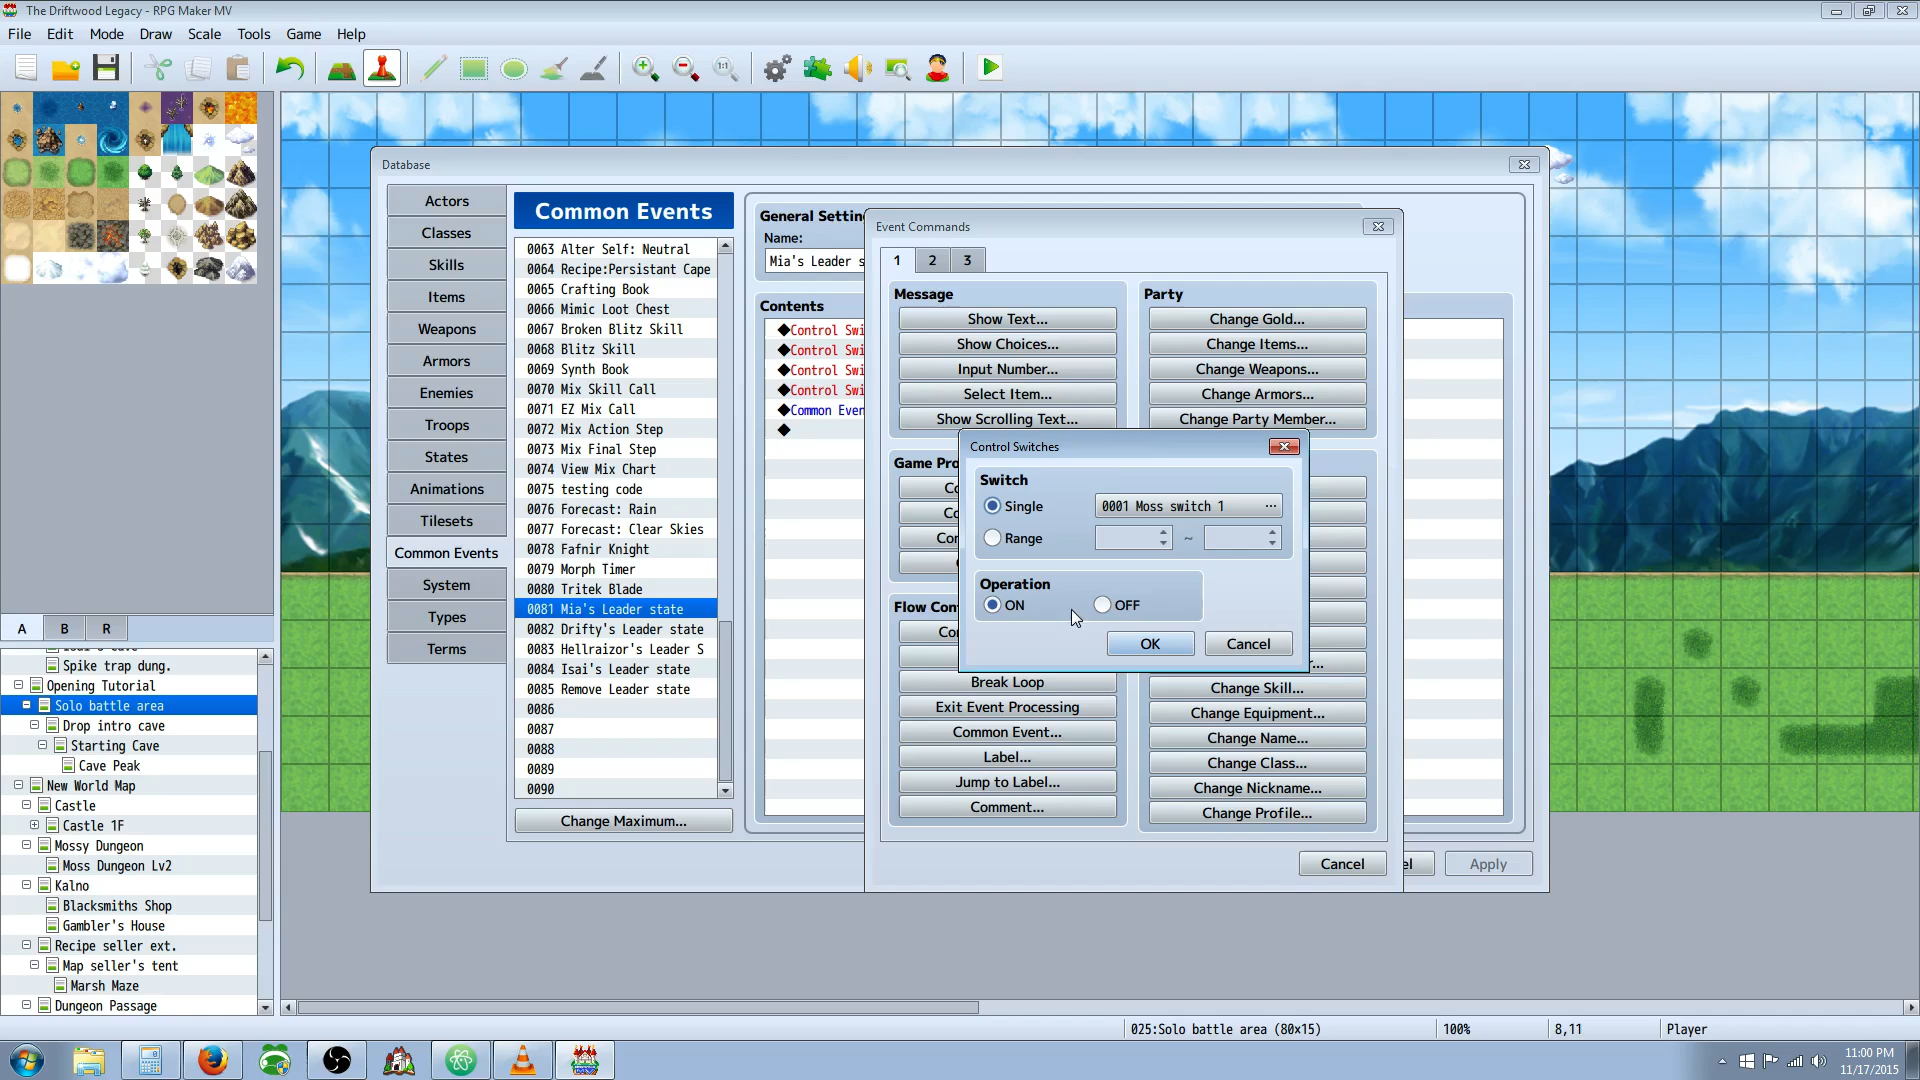 The Driftwood Legacy - RPG Maker MV
File Edit Mode Draw Scale Tools Game Help
1:1
Database
Actors
Classes
Skills
Items
Weapons
Armors
Enemies
Troops
States
Animations
Tilesets
Common Events
System
Types
Terms
Common Events
0063 Alter Self: Neutral
0064 Recipe:Persistant Cape
0065 Crafting Book
0066 Mimic Loot Chest
0067 Broken Blitz Skill
0068 Blitz Skill
0069 Synth Book
0070 Mix Skill Call
0071 EZ Mix Call
0072 Mix Action Step
0073 Mix Final Step
0074 View Mix Chart
0075 testing code
0076 Forecast: Rain
0077 Forecast: Clear Skies
0078 Fafnir Knight
0079 Morph Timer
0080 Tritek Blade
0081 Mia's Leader state
0082 Drifty's Leader state
0083 Hellraizor's Leader S
0084 Isai's Leader state
0085 Remove Leader state
0086
0087
0088
0089
0090
Change Maximum...
General Settin
Name:
Mia's Leader s
Contents
◆Control Swi
◆Control Swi
◆Control Swi
◆Control Swi
◆Common Even
◆
Event Commands
1 2 3
Message
Show Text...
Show Choices...
Input Number...
Select Item...
Show Scrolling Text...
Party
Change Gold...
Change Items...
Change Weapons...
Change Armors...
Change Party Member...
Game Pro
Co
Co
Con
Flow Con
Co
Break Loop
Exit Event Processing
Common Event...
Label...
Jump to Label...
Comment...
Change Skill...
Change Equipment...
Change Name...
Change Class...
Change Nickname...
Change Profile...
Cancel
el
Apply
Control Switches
Switch
Single
0001 Moss switch 1 ...
Range
~
Operation
ON
OFF
OK
Cancel
A B R
Spike trap dung.
Opening Tutorial
Solo battle area
Drop intro cave
Starting Cave
Cave Peak
New World Map
Castle
Castle 1F
Mossy Dungeon
Moss Dungeon Lv2
Kalno
Blacksmiths Shop
Gambler's House
Recipe seller ext.
Map seller's tent
Marsh Maze
Dungeon Passage
025:Solo battle area (80x15)
100%
8,11
Player
11:00 PM
11/17/2015